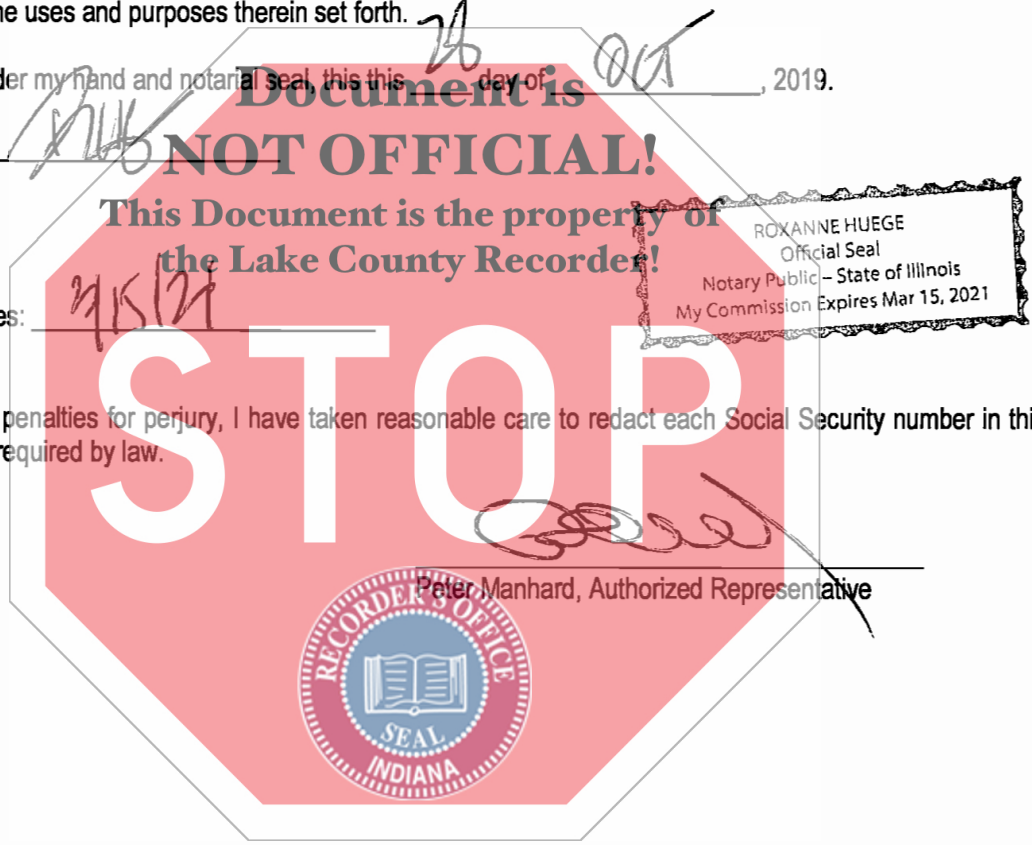 ne uses and purposes therein set forth.
der my hand and notarial seal, this this 28 day of OCT, 2019.
Document is
NOT OFFICIAL!
This Document is the property of
the Lake County Recorder!
ROXANNE HUEGE
Official Seal
Notary Public – State of Illinois
My Commission Expires Mar 15, 2021
es: 3/15/21
STOP
penalties for perjury, I have taken reasonable care to redact each Social Security number in thi
required by law.
Peter Manhard, Authorized Representative
RECORDER'S OFFICE
SEAL
INDIANA